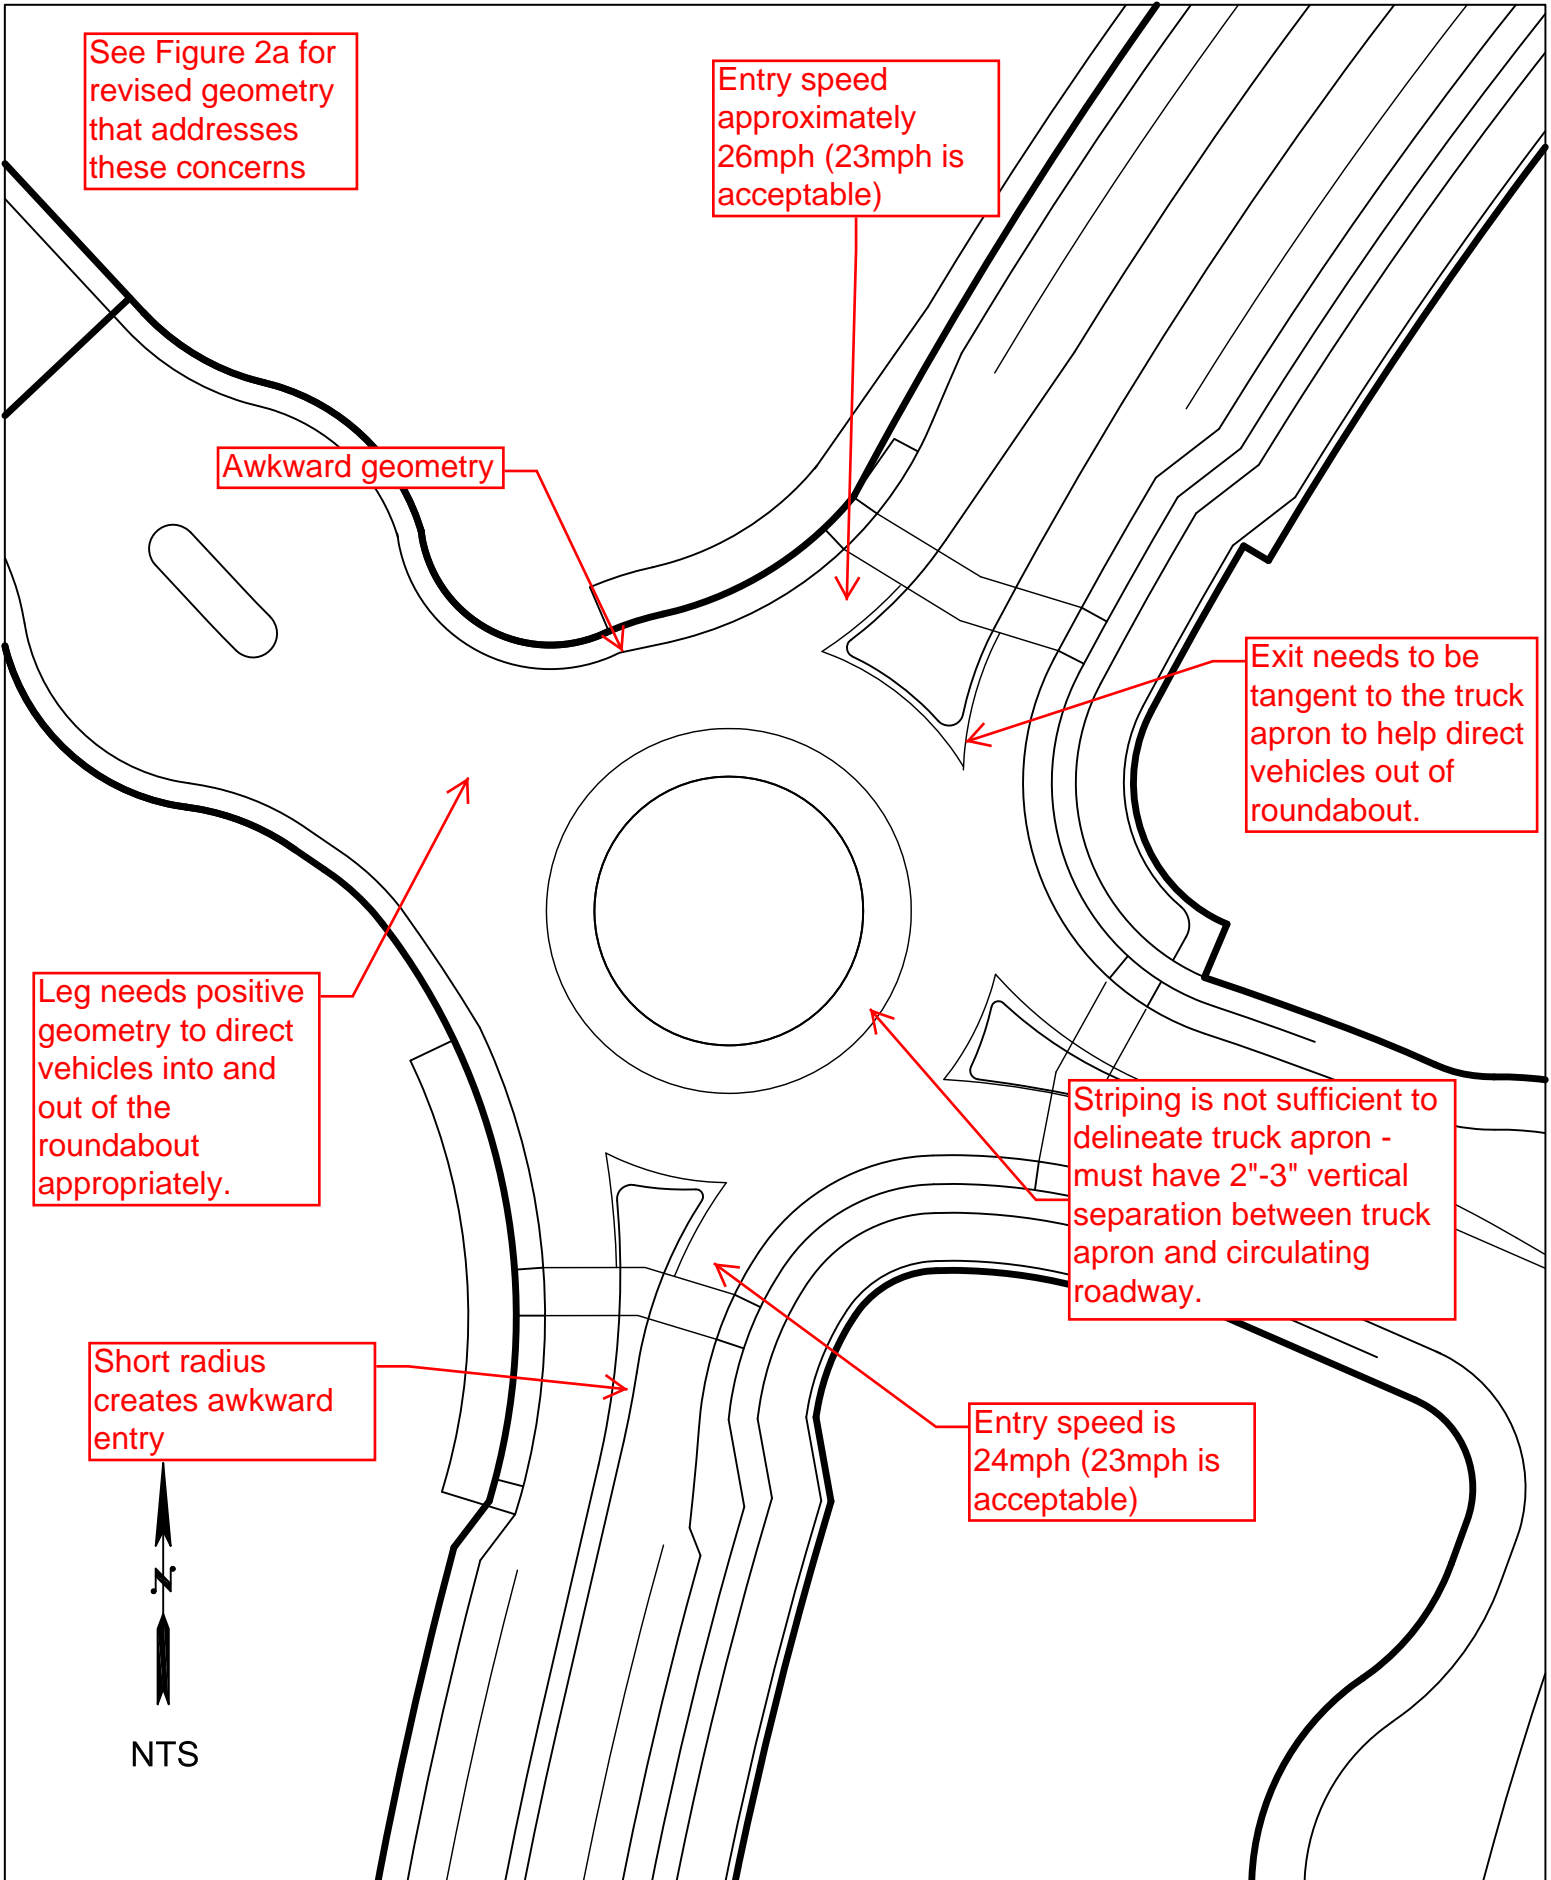 See Figure 2a for
revised geometry
that addresses
these concerns
Entry speed
approximately
26mph (23mph is
acceptable)
Awkward geometry
Exit needs to be
tangent to the truck
apron to help direct
vehicles out of
roundabout.
Leg needs positive
geometry to direct
vehicles into and
out of the
roundabout
appropriately.
Striping is not sufficient to
delineate truck apron -
must have 2"-3" vertical
separation between truck
apron and circulating
roadway.
Short radius
creates awkward
entry
Entry speed is
24mph (23mph is
acceptable)
N
NTS